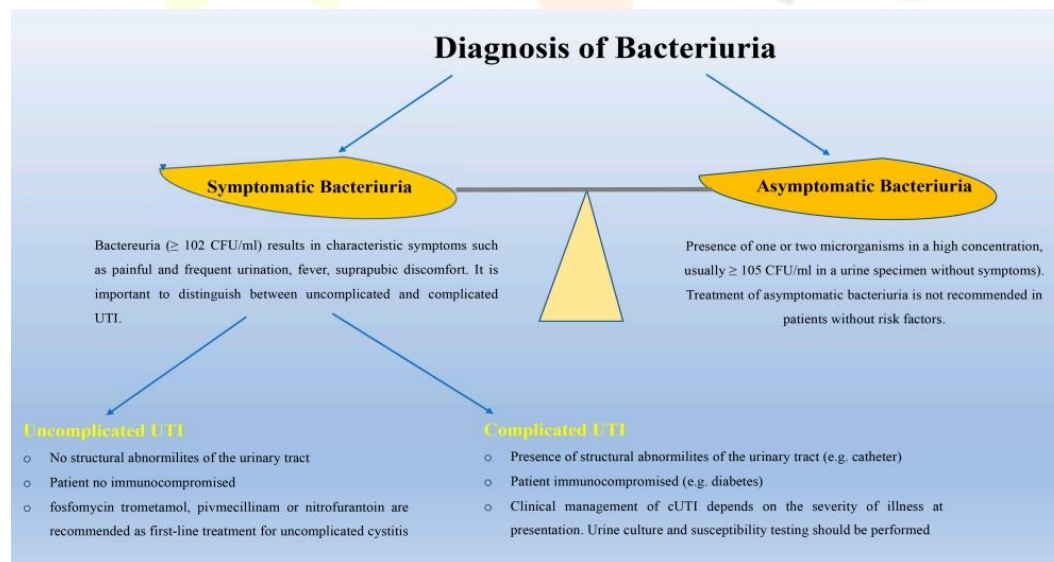 Diagnosis of Bacteriuria
Symptomatic Bacteriuria
Asymptomatic Bacteriuria
Bactereuria (≥ 102 CFU/ml) results in characteristic symptoms such
as painful and frequent urination, fever, suprapubic discomfort. It is
important to distinguish between uncomplicated and complicated
UTI.
Presence of one or two microrganisms in a high concentration,
usually ≥ 105 CFU/ml in a urine specimen without symptoms).
Treatment of asymptomatic bacteriuria is not recommended in
patients without risk factors.
Uncomplicated UTI
o No structural abnormilites of the urinary tract
o Patient no immunocompromised
o fosfomycin trometamol, pivmecillinam or nitrofurantoin are
recommended as first-line treatment for uncomplicated cystitis
Complicated UTI
o Presence of structural abnormilites of the urinary tract (e.g. catheter)
o Patient immunocompromised (e.g. diabetes)
o Clinical management of cUTI depends on the severity of illness at
presentation. Urine culture and susceptibility testing should be performed